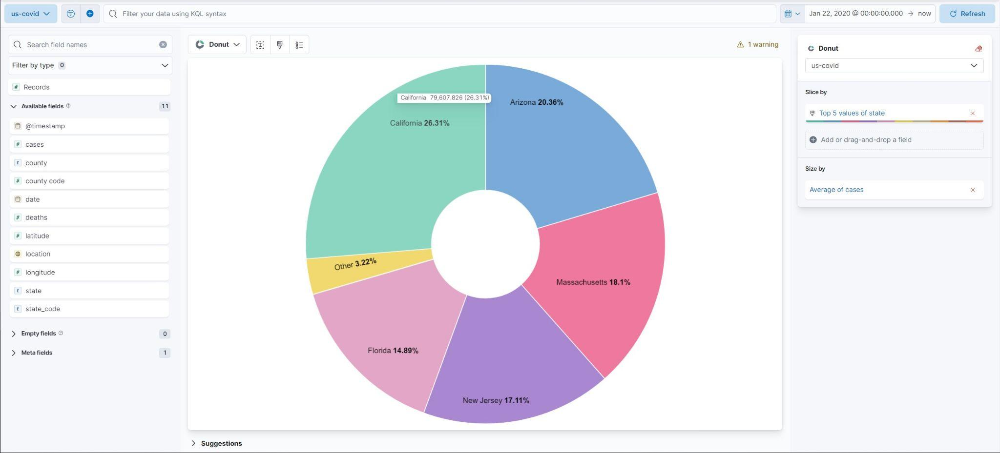 us-covid
Filter your data using KQL syntax
Jan 22, 2020 @ 00:00:00.000 → now
Refresh
Search field names
Filter by type 0
# Records
Available fields 11
@timestamp
# cases
t county
# county code
date
# deaths
# latitude
location
# longitude
t state
t state_code
Empty fields 0
Meta fields 1
Donut
1 warning
California 79,607.826 (26.31%)
Arizona 20.36%
California 26.31%
Other 3.22%
Massachusetts 18.1%
Florida 14.89%
New Jersey 17.11%
Suggestions
Donut
us-covid
Slice by
Top 5 values of state
Add or drag-and-drop a field
Size by
Average of cases